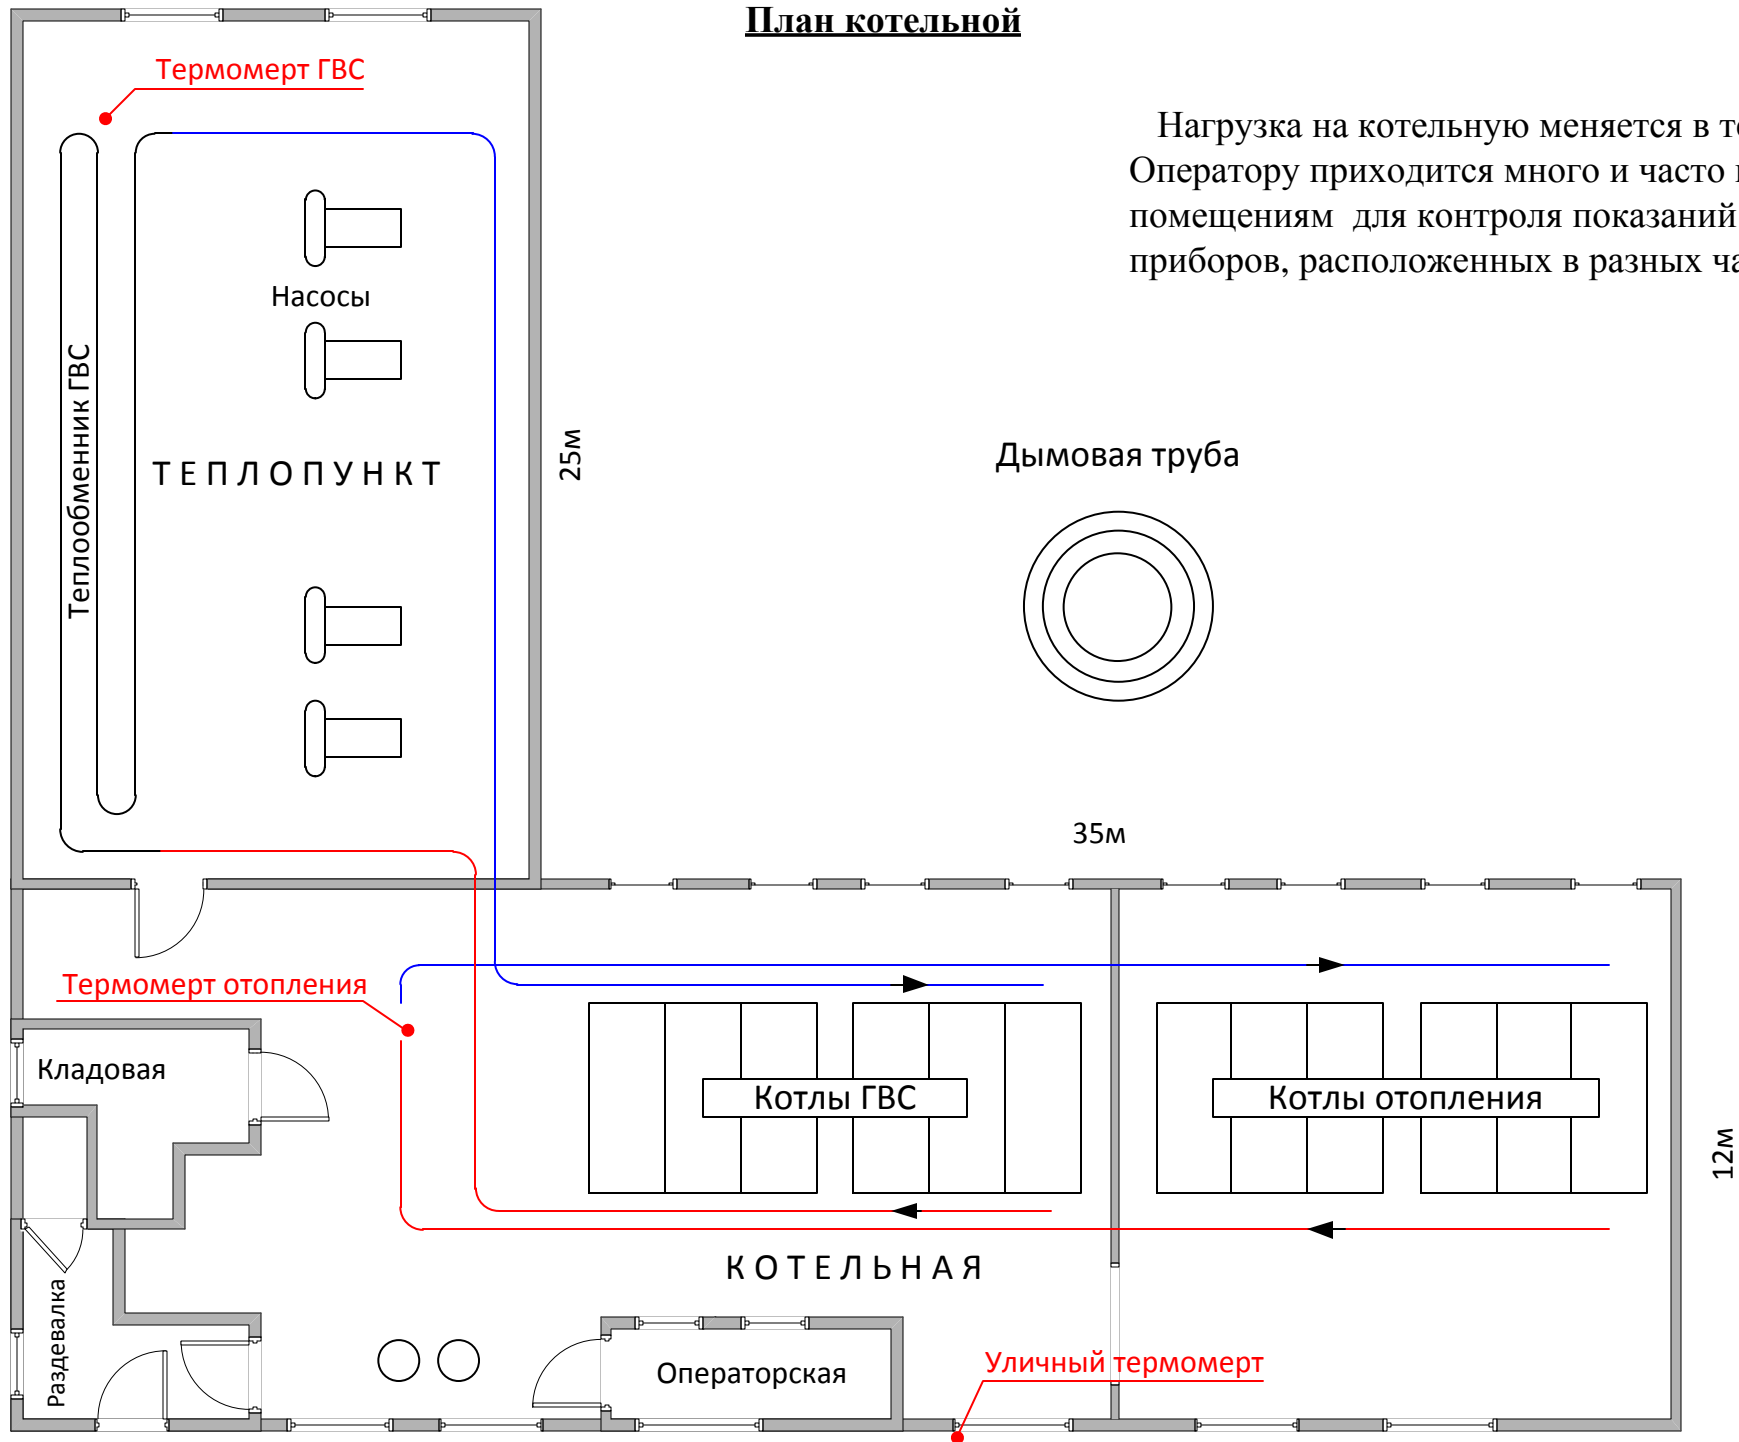 План котельной
Термомерт ГВС
Нагрузка на котельную меняется в
Оператору приходится много и часто
помещениям для контроля показаний
приборов, расположенных в разных
Насосы
Теплообменник ГВС
ТЕПЛОПУНКТ
25м
Дымовая труба
35м
Термомерт отопления
Кладовая
Котлы ГВС
Котлы отопления
12м
КОТЕЛЬНАЯ
Раздевалка
Операторская
Уличный термомерт